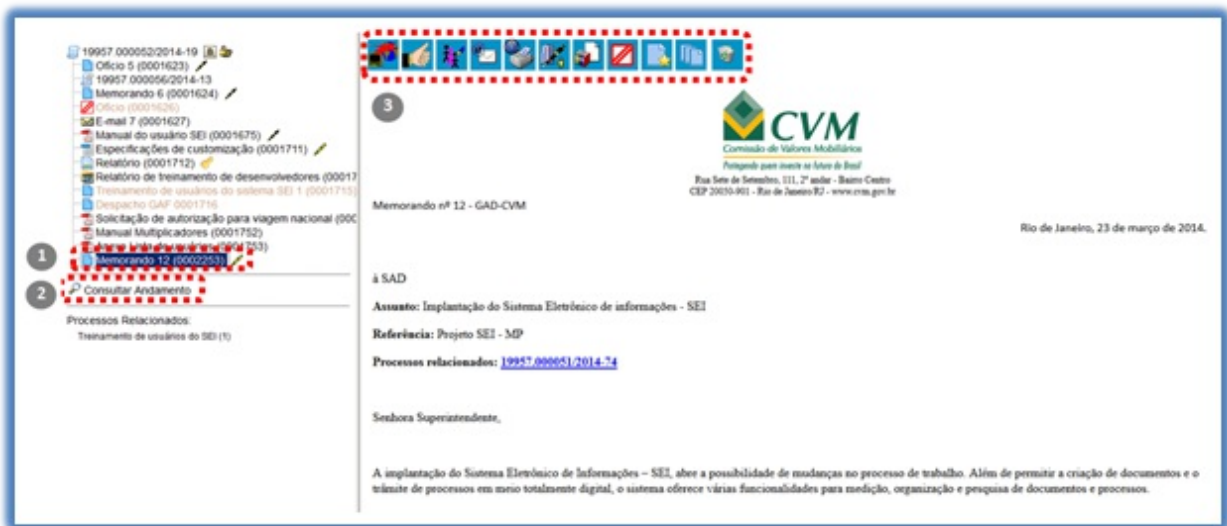 19957.000052/2014-19
Ofício 5 (0001623)
19957.000056/2014-13
Memorando 6 (0001624)
Ofício (0001626)
E-mail 7 (0001627)
Manual do usuário SEI (0001675)
Especificações de customização (0001711)
Relatório (0001712)
Relatório de treinamento de desenvolvedores (00017
Treinamento de usuários do sistema SEI 1 (0001715)
Despacho GAF 0001716
Solicitação de autorização para viagem nacional (000
Manual Multiplicadores (0001752)
Anexo Lista de usuários (0001753)
1
Memorando 12 (0002253)
2
Consultar Andamento
Processos Relacionados:
Treinamento de usuários do SEI (1)
3
CVM
Comissão de Valores Mobiliários
Protegendo quem investe no futuro do Brasil
Rua Sete de Setembro, 111, 2º andar - Bairro Centro
CEP 20050-901 - Rio de Janeiro/RJ - www.cvm.gov.br
Memorando nº 12 - GAD-CVM
Rio de Janeiro, 23 de março de 2014.
à SAD
Assunto: Implantação do Sistema Eletrônico de informações - SEI
Referência: Projeto SEI - MP
Processos relacionados: 19957.000051/2014-74
Senhora Superintendente,
A implantação do Sistema Eletrônico de Informações – SEI, abre a possibilidade de mudanças no processo de trabalho. Além de permitir a criação de documentos e o
trâmite de processos em meio totalmente digital, o sistema oferece várias funcionalidades para medição, organização e pesquisa de documentos e processos.